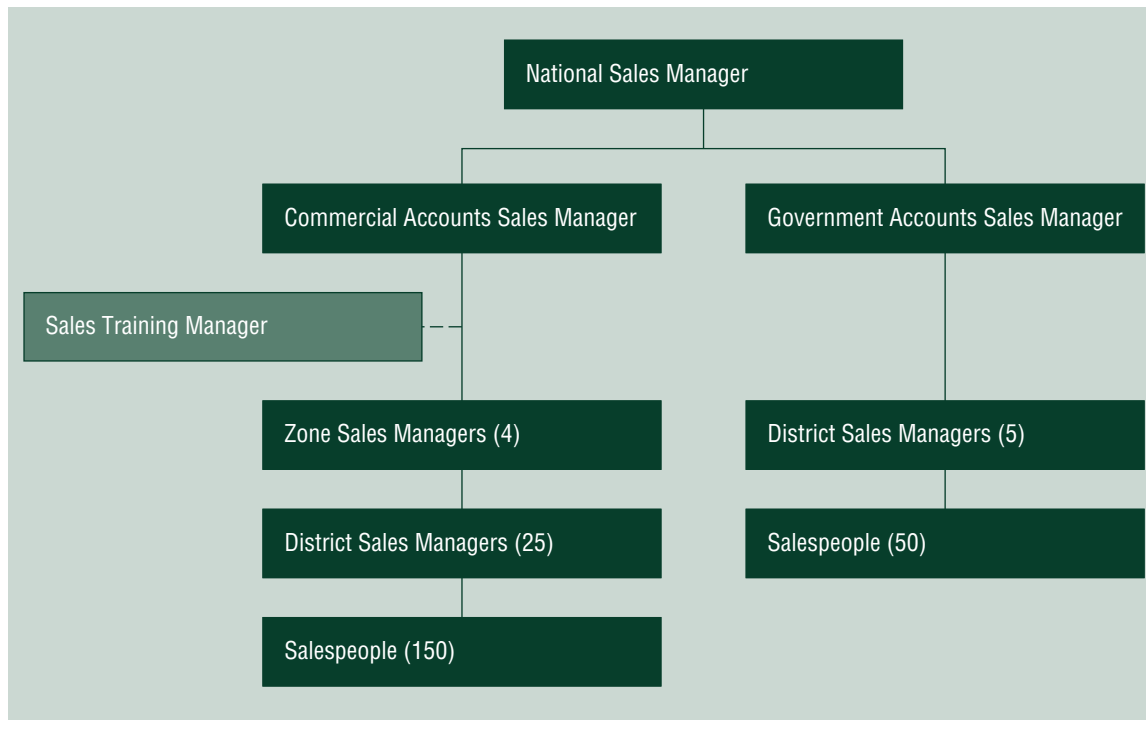 National Sales Manager
Commercial Accounts Sales Manager
Government Accounts Sales Manager
Sales Training Manager
Zone Sales Managers (4)
District Sales Managers (5)
District Sales Managers (25)
Salespeople (50)
Salespeople (150)